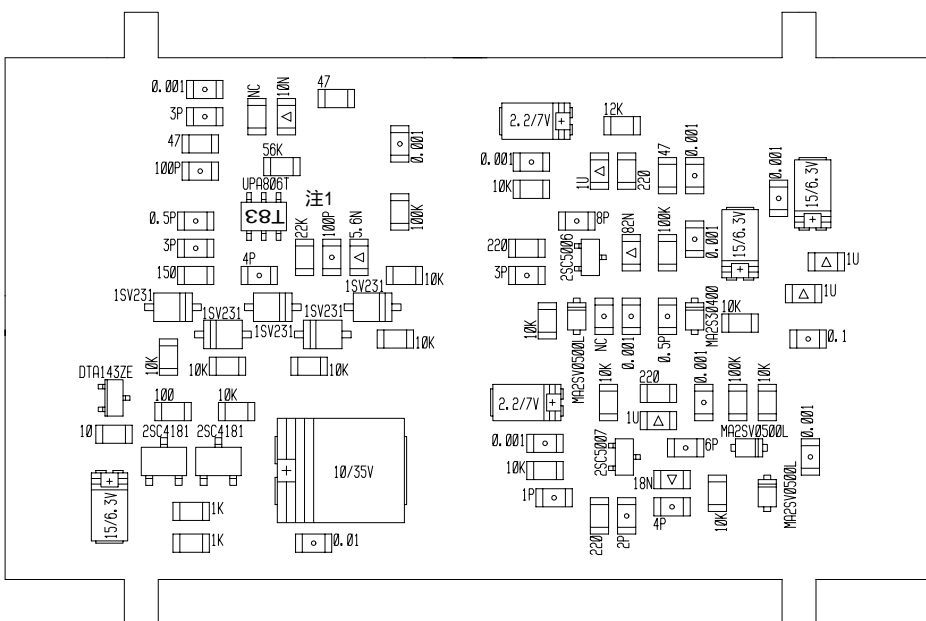 0.001
NC
10N
47
3P
47
100P
56K
UPA806T
T83
注1
0.001
100K
0.5P
3P
150
4P
22K
100P
5.6N
10K
1SV231
1SV231
1SV231
1SV231
1SV231
10K
10K
10K
10K
DTA143ZE
100
10K
10
2SC4181
2SC4181
10/35V
15/6.3V
1K
1K
0.01
2.2/7V
12K
0.001
10K
1U
220
47
0.001
0.001
15/6.3V
8P
220
3P
2SC5006
82N
100K
0.001
15/6.3V
1U
1U
10K
MA2SV0500L
NC
0.001
0.5P
MA2S30400
10K
0.1
2.2/7V
10K
220
0.001
100K
10K
1U
0.001
10K
2SC5007
6P
MA2SV0500L
0.001
1P
18N
4P
10K
MA2SV0500L
220
2P